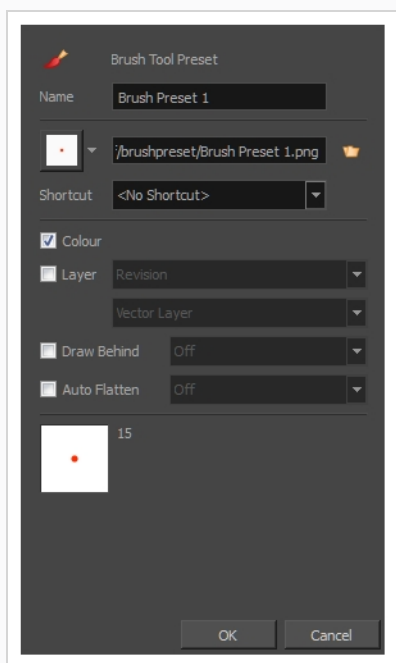 Brush Tool Preset
Name Brush Preset 1
/brushpreset/Brush Preset 1.png
Shortcut <No Shortcut>
Colour
Layer Revision
Vector Layer
Draw Behind Off
Auto Flatten Off
15
OK Cancel